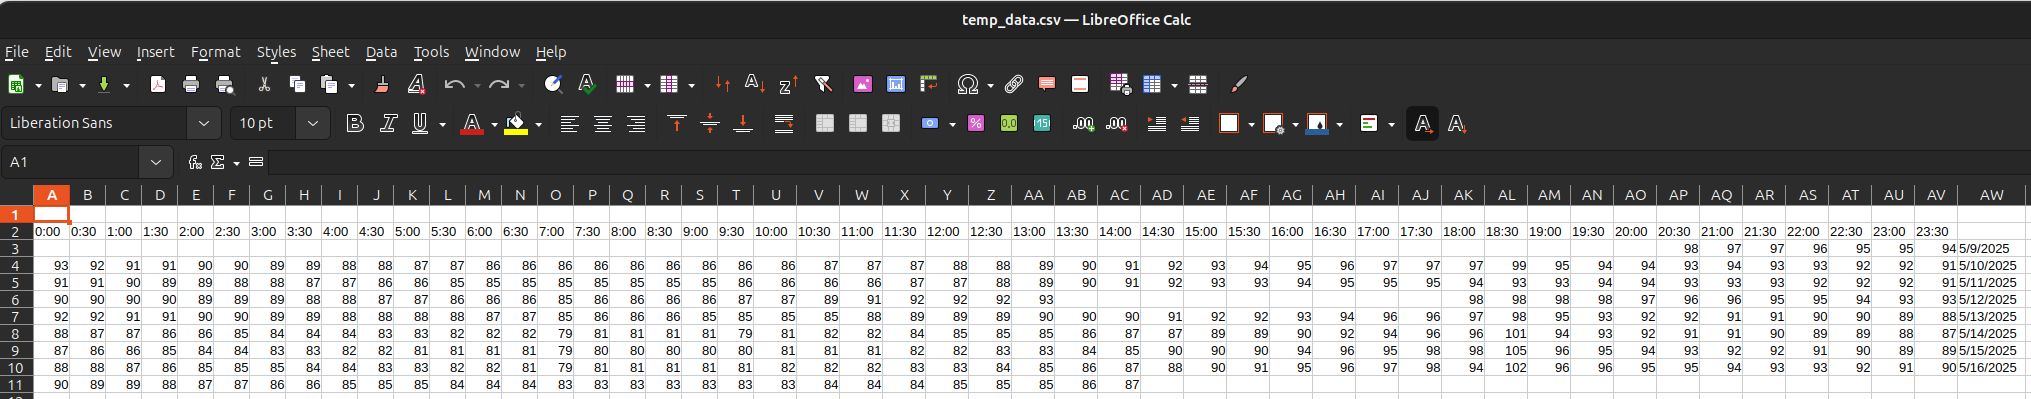 temp_data.csv — LibreOffice Calc
File Edit View Insert Format Styles Sheet Data Tools Window Help
Liberation Sans 10 pt
A1
A B C D E F G H I J K L M N O P Q R S T U V W X Y Z AA AB AC AD AE AF AG AH AI AJ AK AL AM AN AO AP AQ AR AS AT AU AV AW
1
2 0:00 0:30 1:00 1:30 2:00 2:30 3:00 3:30 4:00 4:30 5:00 5:30 6:00 6:30 7:00 7:30 8:00 8:30 9:00 9:30 10:00 10:30 11:00 11:30 12:00 12:30 13:00 13:30 14:00 14:30 15:00 15:30 16:00 16:30 17:00 17:30 18:00 18:30 19:00 19:30 20:00 20:30 21:00 21:30 22:00 22:30 23:00 23:30
3 98 97 97 96 95 95 94 5/9/2025
4 93 92 91 91 90 90 89 89 88 88 87 87 86 86 86 86 86 86 86 86 86 87 87 87 88 88 89 90 91 92 93 94 95 96 97 97 97 99 95 94 94 93 94 93 93 92 92 91 5/10/2025
5 91 91 90 89 89 88 88 87 87 86 86 85 85 85 85 85 85 85 85 86 86 86 86 87 87 88 89 90 91 92 93 93 94 95 95 95 94 93 93 94 94 93 93 93 92 92 92 91 5/11/2025
6 90 90 90 90 89 89 89 88 88 87 87 86 86 86 85 86 86 86 86 87 87 89 91 92 92 92 93 98 98 98 98 97 96 96 95 95 94 93 93 5/12/2025
7 92 92 91 91 90 90 89 89 88 88 88 88 87 87 85 86 86 86 85 85 85 85 88 89 89 89 90 90 90 91 92 92 93 94 96 96 97 98 95 93 92 92 91 91 90 90 89 88 5/13/2025
8 88 87 87 86 86 85 84 84 84 83 83 82 82 82 79 81 81 81 81 79 81 82 82 84 85 85 85 86 87 87 89 89 90 92 94 96 96 101 94 93 92 91 91 90 89 89 88 87 5/14/2025
9 87 86 86 85 84 84 83 83 82 82 81 81 81 81 79 80 80 80 80 80 81 81 81 82 82 83 83 84 85 90 90 90 94 96 95 98 98 105 96 95 94 93 92 92 91 90 89 89 5/15/2025
10 88 88 87 86 85 85 85 84 84 83 83 82 82 81 79 81 81 81 81 81 82 82 82 83 83 84 85 86 87 88 90 91 95 96 97 98 94 102 96 96 95 95 94 93 93 92 91 90 5/16/2025
11 90 89 89 88 87 87 86 86 85 85 85 84 84 84 83 83 83 83 83 83 83 84 84 84 85 85 85 86 87